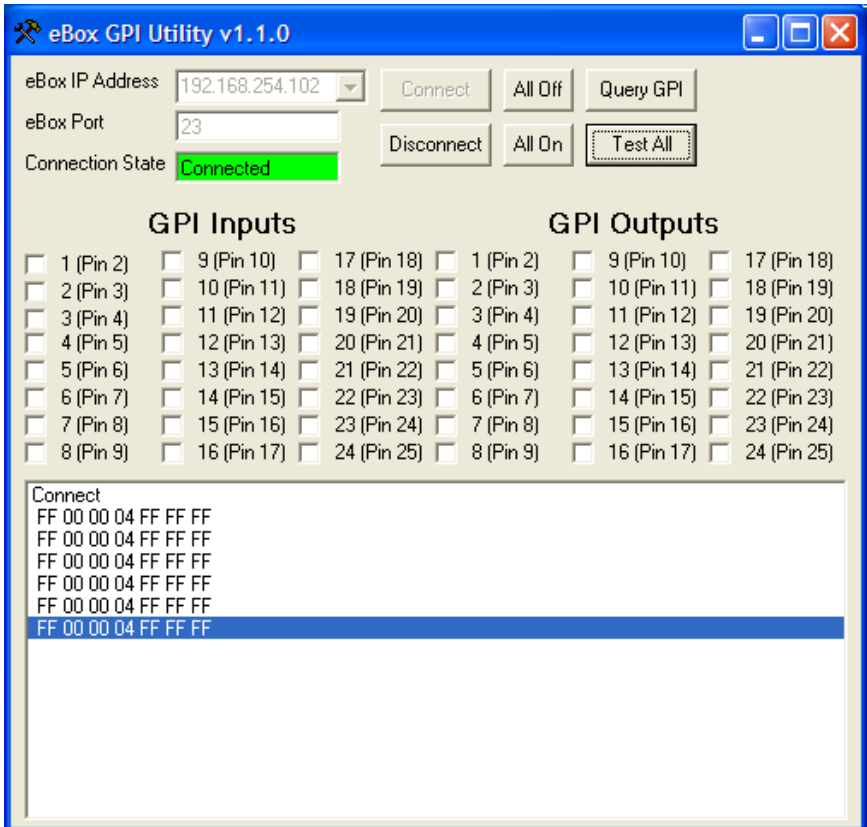 eBox GPI Utility v1.1.0
eBox IP Address 192.168.254.102 Connect All Off Query GPI
eBox Port 23
Disconnect All On Test All
Connection State Connected
GPI Inputs GPI Outputs
1 (Pin 2) 9 (Pin 10) 17 (Pin 18) 1 (Pin 2) 9 (Pin 10) 17 (Pin 18)
2 (Pin 3) 10 (Pin 11) 18 (Pin 19) 2 (Pin 3) 10 (Pin 11) 18 (Pin 19)
3 (Pin 4) 11 (Pin 12) 19 (Pin 20) 3 (Pin 4) 11 (Pin 12) 19 (Pin 20)
4 (Pin 5) 12 (Pin 13) 20 (Pin 21) 4 (Pin 5) 12 (Pin 13) 20 (Pin 21)
5 (Pin 6) 13 (Pin 14) 21 (Pin 22) 5 (Pin 6) 13 (Pin 14) 21 (Pin 22)
6 (Pin 7) 14 (Pin 15) 22 (Pin 23) 6 (Pin 7) 14 (Pin 15) 22 (Pin 23)
7 (Pin 8) 15 (Pin 16) 23 (Pin 24) 7 (Pin 8) 15 (Pin 16) 23 (Pin 24)
8 (Pin 9) 16 (Pin 17) 24 (Pin 25) 8 (Pin 9) 16 (Pin 17) 24 (Pin 25)
Connect
FF 00 00 04 FF FF FF
FF 00 00 04 FF FF FF
FF 00 00 04 FF FF FF
FF 00 00 04 FF FF FF
FF 00 00 04 FF FF FF
FF 00 00 04 FF FF FF